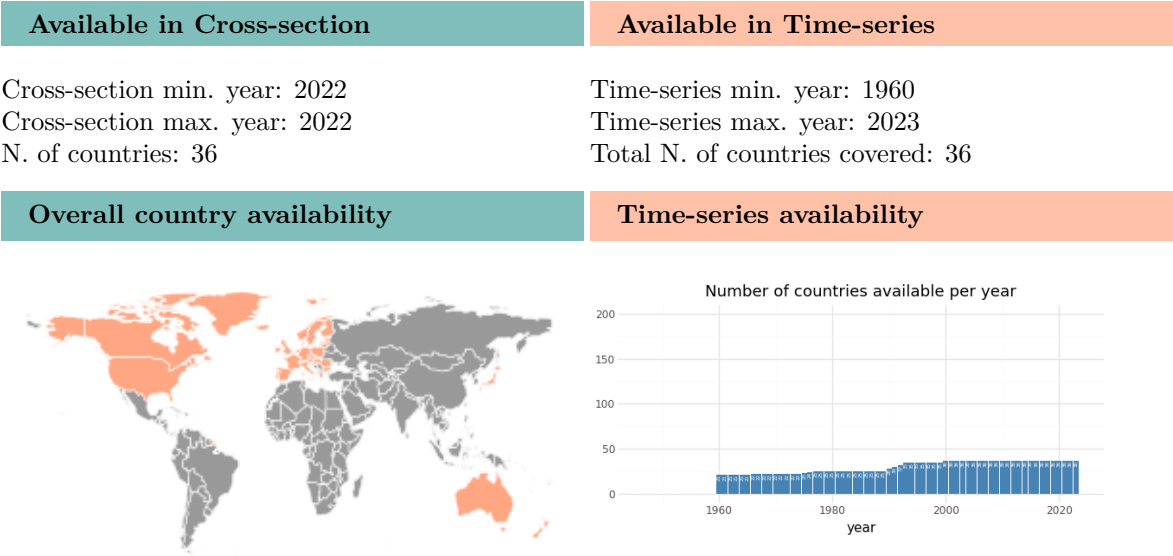 Available in Cross-section
Available in Time-series
Cross-section min. year: 2022
Cross-section max. year: 2022
N. of countries: 36
Time-series min. year: 1960
Time-series max. year: 2023
Total N. of countries covered: 36
Overall country availability
Time-series availability
Number of countries available per year
200
150
100
50
0
1960 1980 2000 2020
year